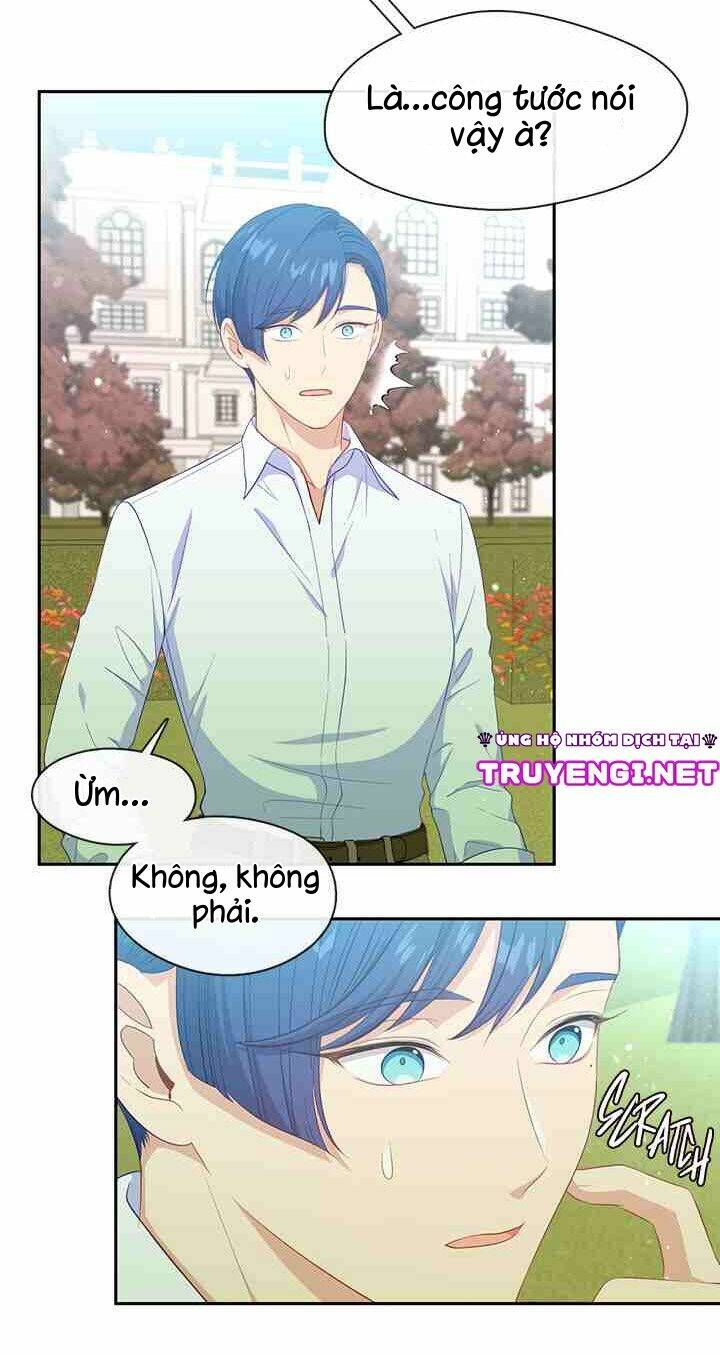 Là...công tước nói
vậy à?
ỦNG HỘ NHÓM DỊCH TẠI
TRUYENGI.NET
Ừm...
Không, không
phải.
SCRATCH